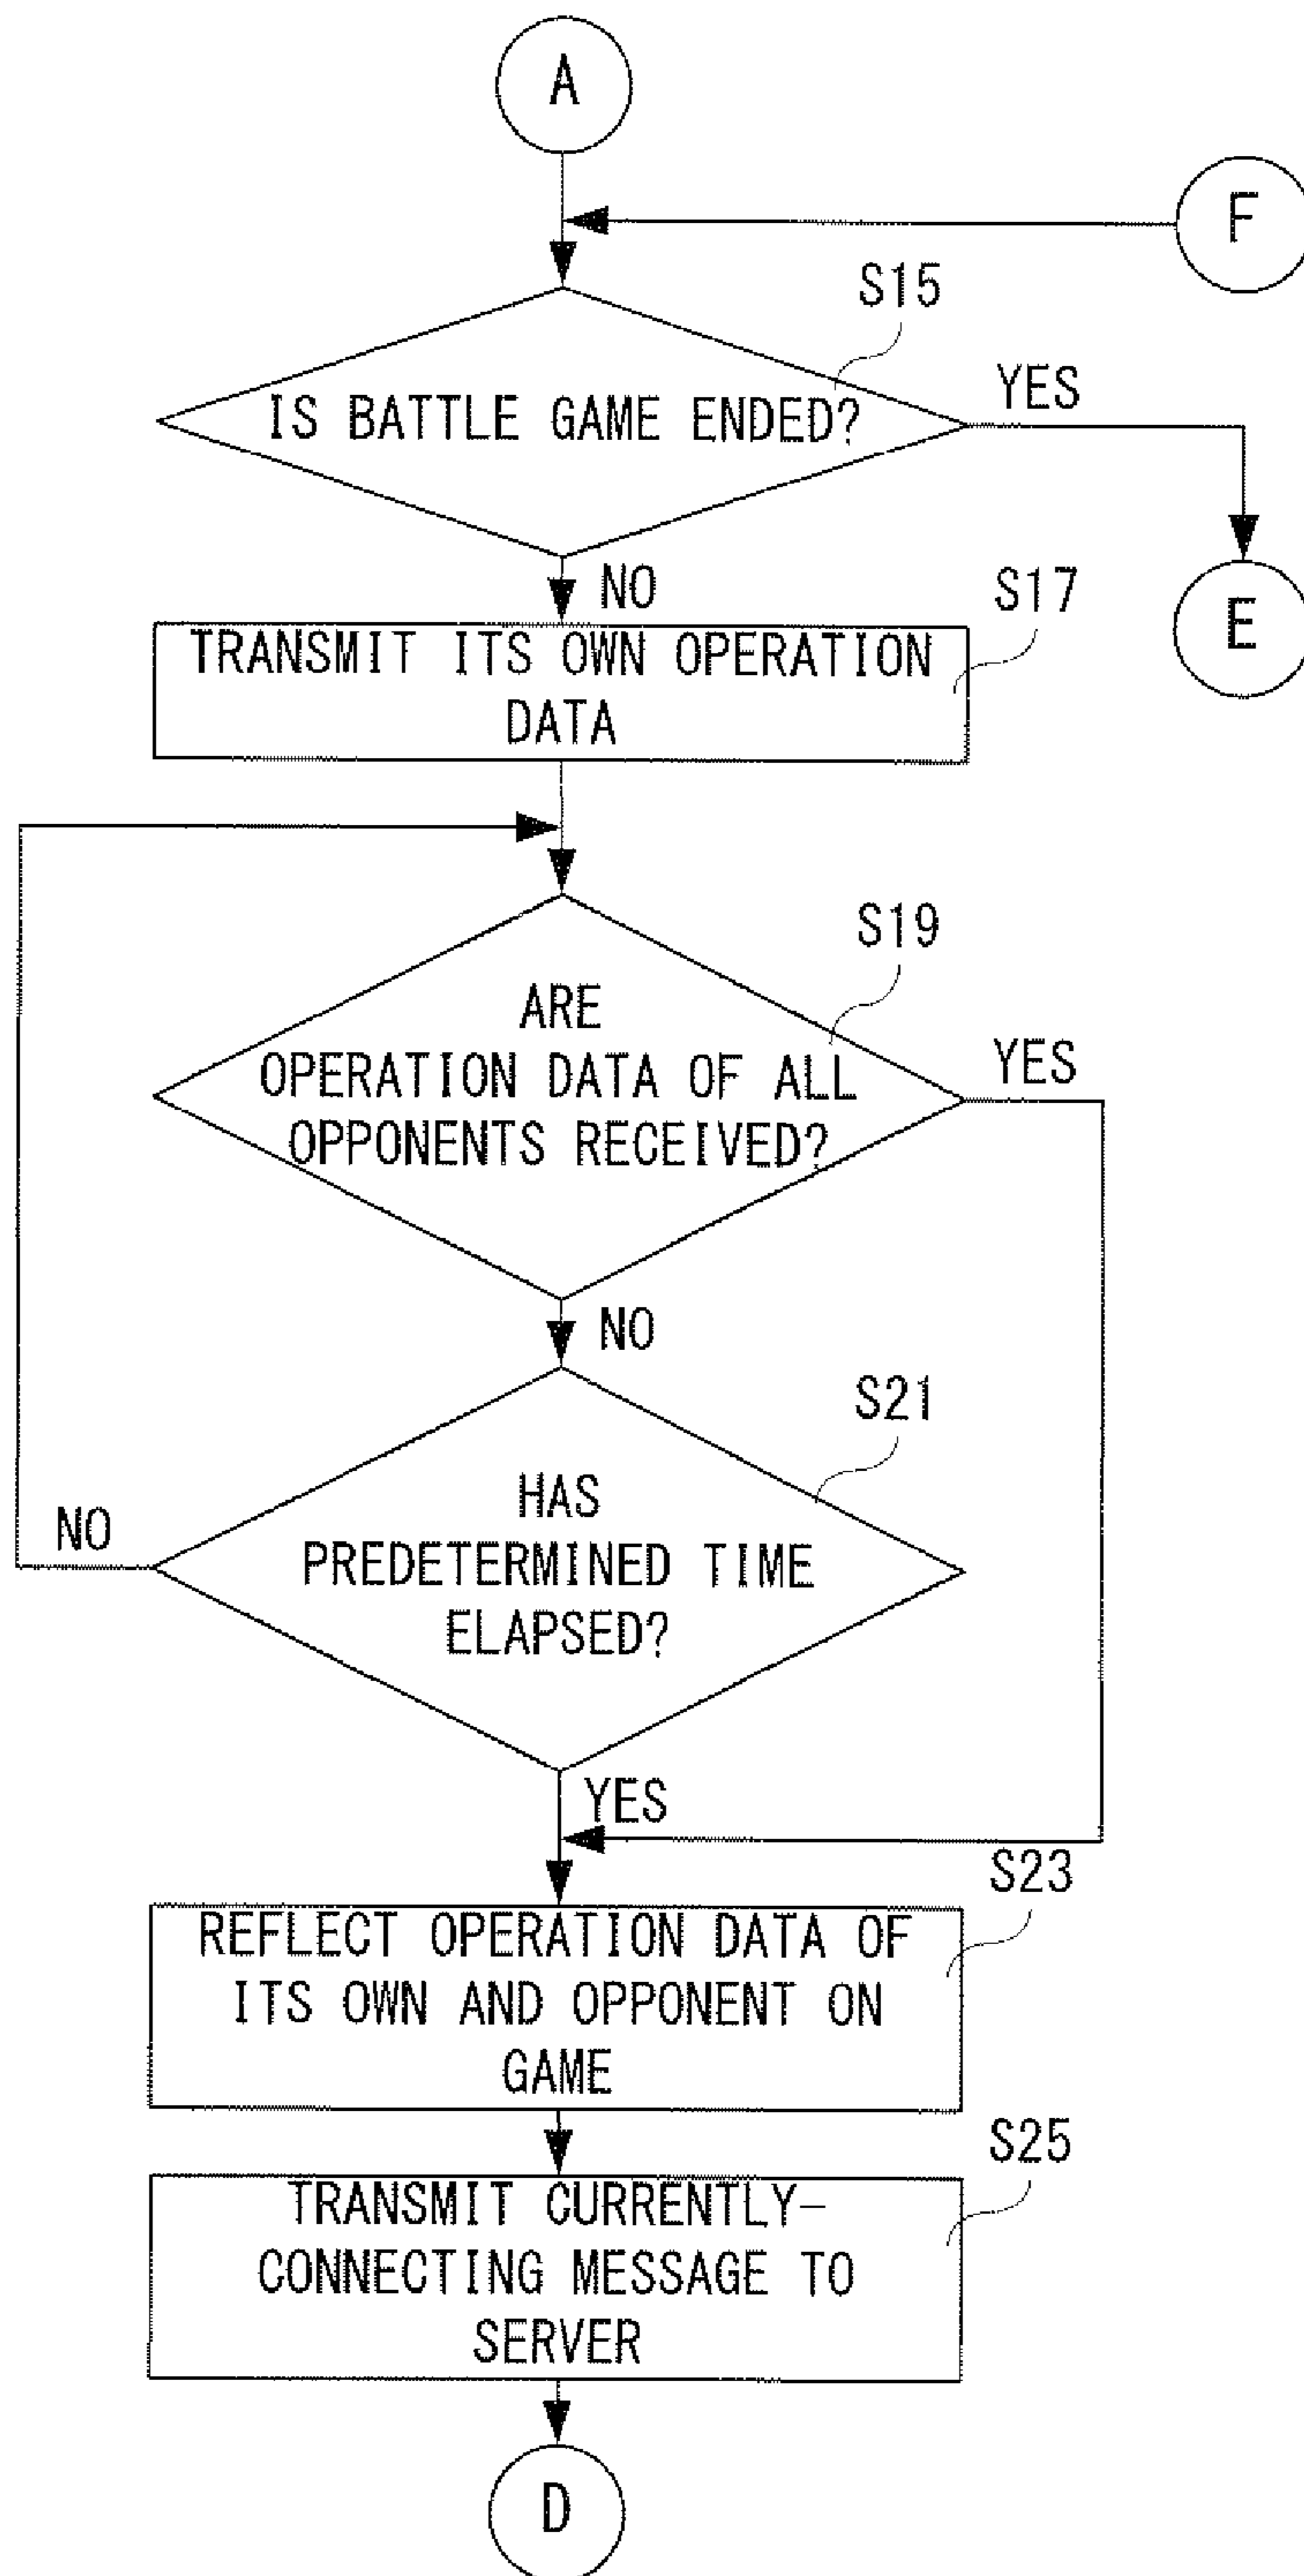 A
F
S15
IS BATTLE GAME ENDED?
YES
NO
S17
E
TRANSMIT ITS OWN OPERATION
DATA
S19
ARE
OPERATION DATA OF ALL
OPPONENTS RECEIVED?
YES
NO
S21
HAS
PREDETERMINED TIME
ELAPSED?
NO
YES
S23
REFLECT OPERATION DATA OF
ITS OWN AND OPPONENT ON
GAME
S25
TRANSMIT CURRENTLY-
CONNECTING MESSAGE TO
SERVER
D